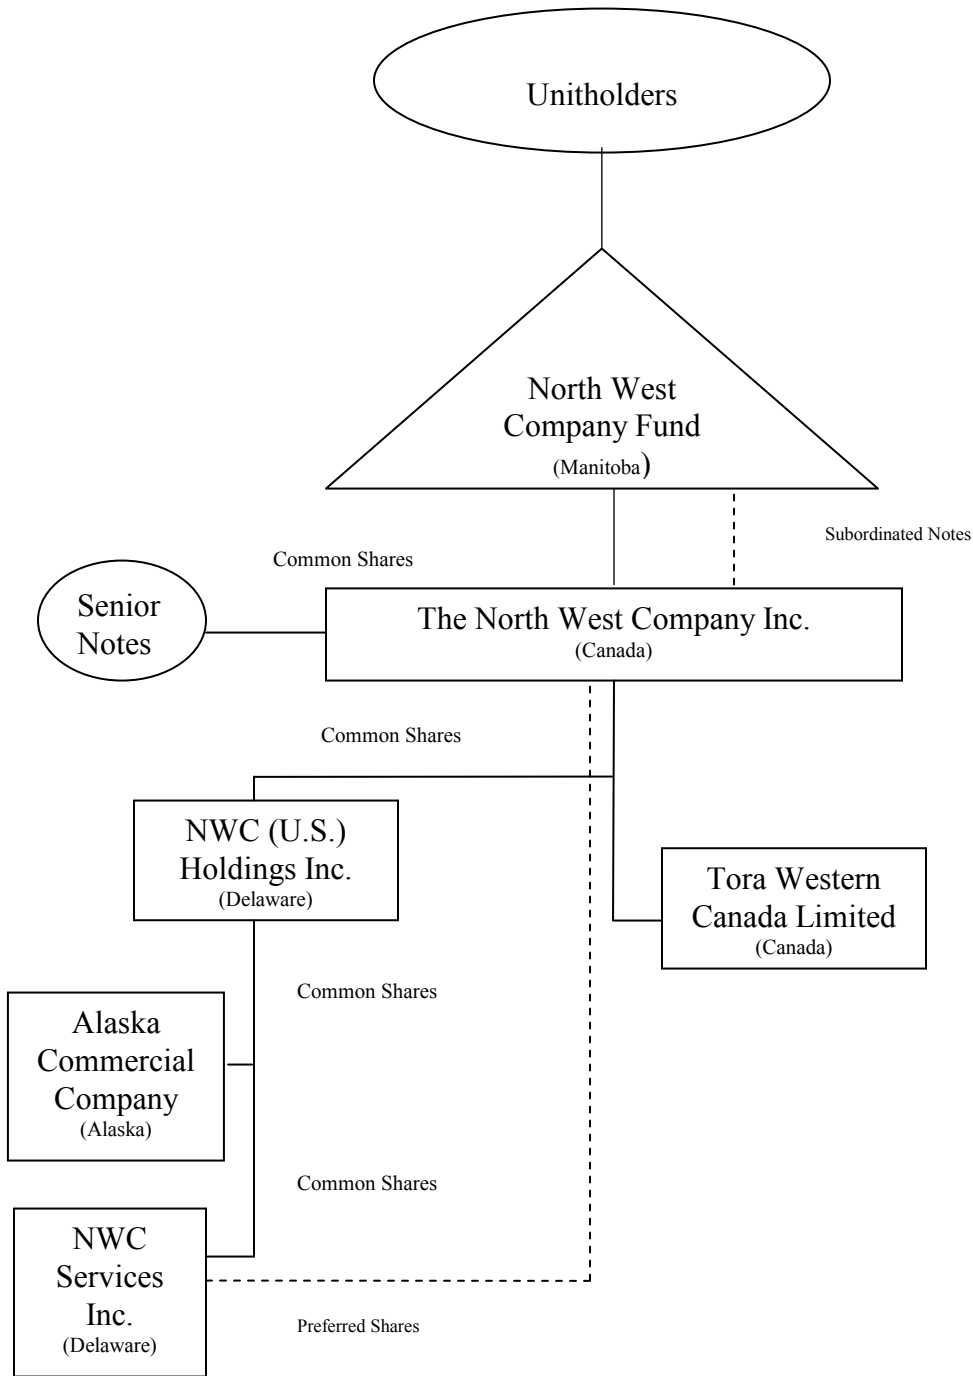 Unitholders
North West
Company Fund
(Manitoba)
Subordinated Notes
Common Shares
Senior
Notes
The North West Company Inc.
(Canada)
Common Shares
NWC (U.S.)
Holdings Inc.
(Delaware)
Tora Western
Canada Limited
(Canada)
Common Shares
Alaska
Commercial
Company
(Alaska)
Common Shares
NWC
Services
Inc.
(Delaware)
Preferred Shares